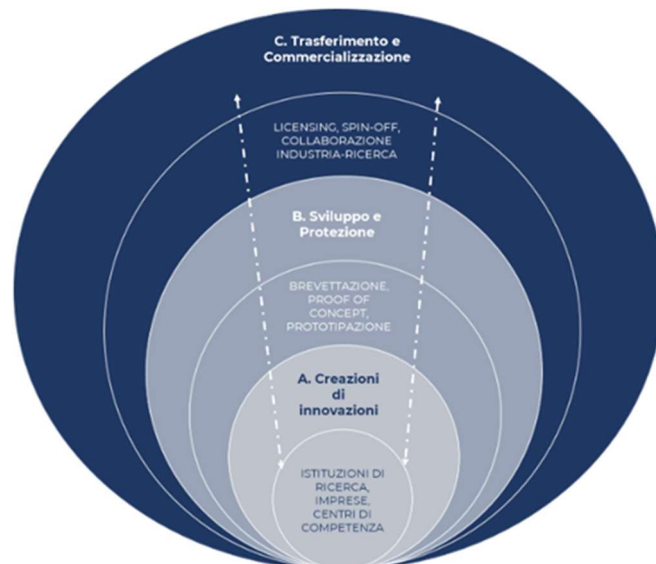 C. Trasferimento e
Commercializzazione
LICENSING, SPIN-OFF,
COLLABORAZIONE
INDUSTRIA-RICERCA
B. Sviluppo e
Protezione
BREVETTAZIONE,
PROOF OF
CONCEPT,
PROTOTIPAZIONE
A. Creazioni
di
innovazioni
ISTITUZIONI DI
RICERCA,
IMPRESE,
CENTRI DI
COMPETENZA